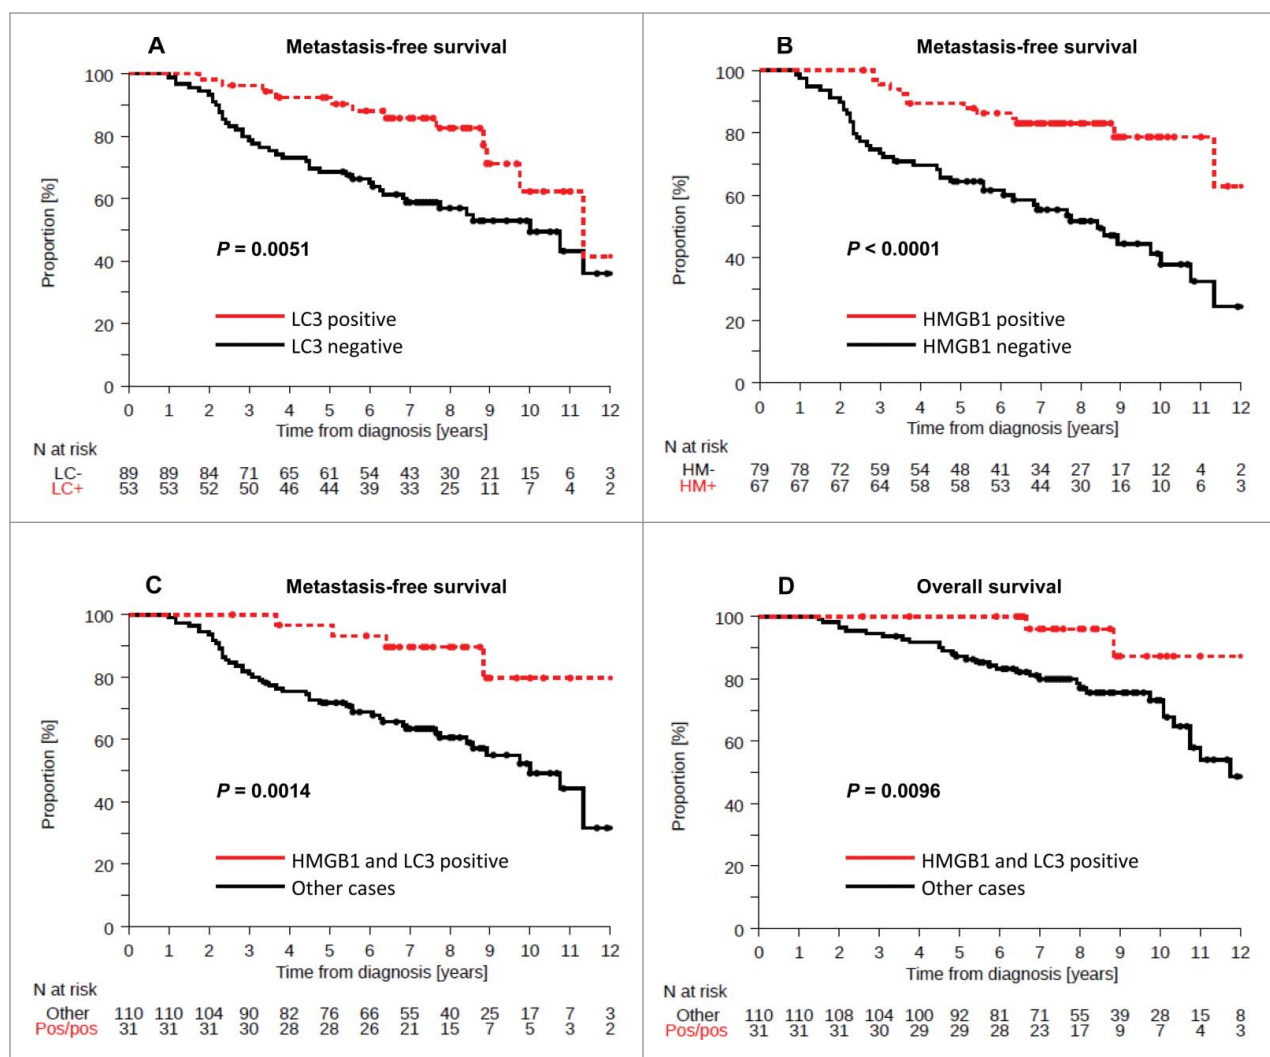 A Metastasis-free survival
100
80
60
40
20
0
Proportion [%]
P = 0.0051
LC3 positive
LC3 negative
0 1 2 3 4 5 6 7 8 9 10 11 12
Time from diagnosis [years]
N at risk
LC- 89 89 84 71 65 61 54 43 30 21 15 6 3
LC+ 53 53 52 50 46 44 39 33 25 11 7 4 2
B Metastasis-free survival
100
80
60
40
20
0
Proportion [%]
P < 0.0001
HMGB1 positive
HMGB1 negative
0 1 2 3 4 5 6 7 8 9 10 11 12
Time from diagnosis [years]
N at risk
HM- 79 78 72 59 54 48 41 34 27 17 12 4 2
HM+ 67 67 67 64 58 58 53 44 30 16 10 6 3
C Metastasis-free survival
100
80
60
40
20
0
Proportion [%]
P = 0.0014
HMGB1 and LC3 positive
Other cases
0 1 2 3 4 5 6 7 8 9 10 11 12
Time from diagnosis [years]
N at risk
Other 110 110 104 90 82 76 66 55 40 25 17 7 3
Pos/pos 31 31 31 30 28 28 26 21 15 7 5 3 2
D Overall survival
100
80
60
40
20
0
Proportion [%]
P = 0.0096
HMGB1 and LC3 positive
Other cases
0 1 2 3 4 5 6 7 8 9 10 11 12
Time from diagnosis [years]
N at risk
Other 110 110 108 104 100 92 81 71 55 39 28 15 8
Pos/pos 31 31 31 30 29 29 28 23 17 9 7 4 3